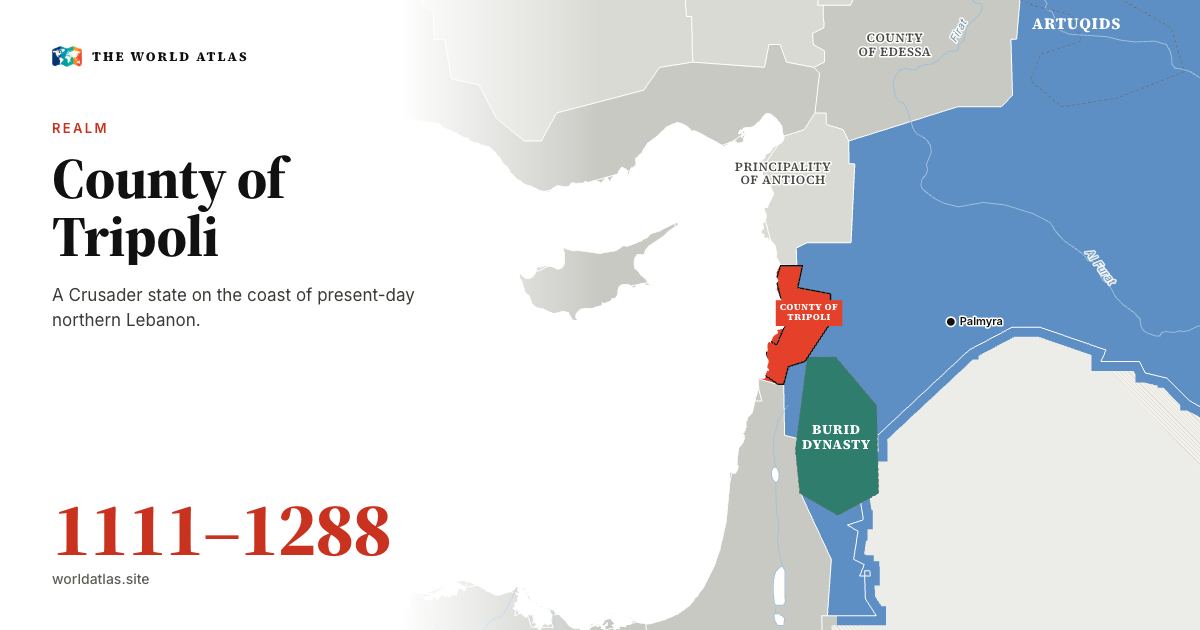 THE WORLD ATLAS
REALM
County of
Tripoli
A Crusader state on the coast of present-day
northern Lebanon.
1111–1288
worldatlas.site
ARTUQIDS
COUNTY
OF EDESSA
Firat
PRINCIPALITY
OF ANTIOCH
Al Furat
COUNTY OF
TRIPOLI
Palmyra
BURID
DYNASTY